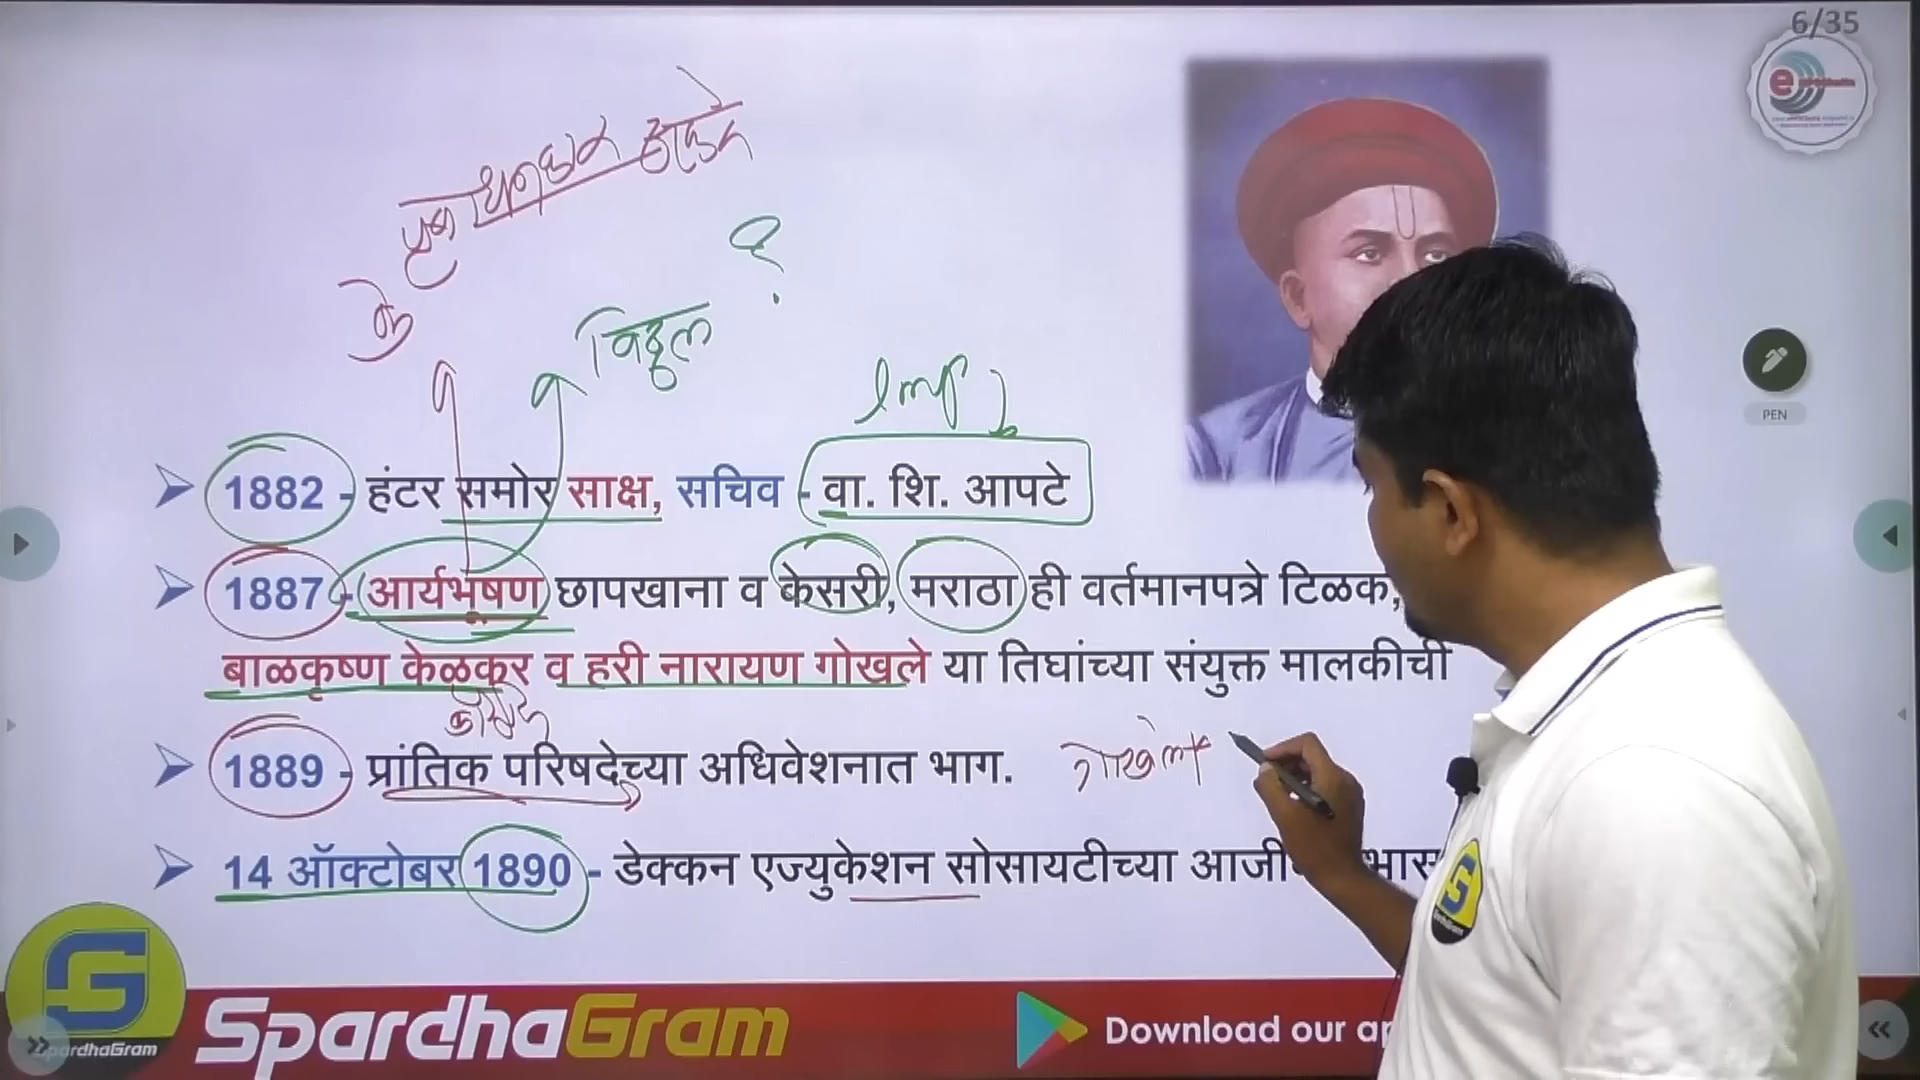 6/35
PEN
विठ्ठल ?
Imp
1882 - हंटर समोर साक्ष, सचिव - वा. शि. आपटे
1887 - आर्यभूषण छापखाना व केसरी, मराठा ही वर्तमानपत्रे टिळक,
बाळकृष्ण केळकर व हरी नारायण गोखले या तिघांच्या संयुक्त मालकीची
1889 - प्रांतिक परिषदेच्या अधिवेशनात भाग.
14 ऑक्टोबर 1890 - डेक्कन एज्युकेशन सोसायटीच्या
SpardhaGram
SpardhaGram
Download our